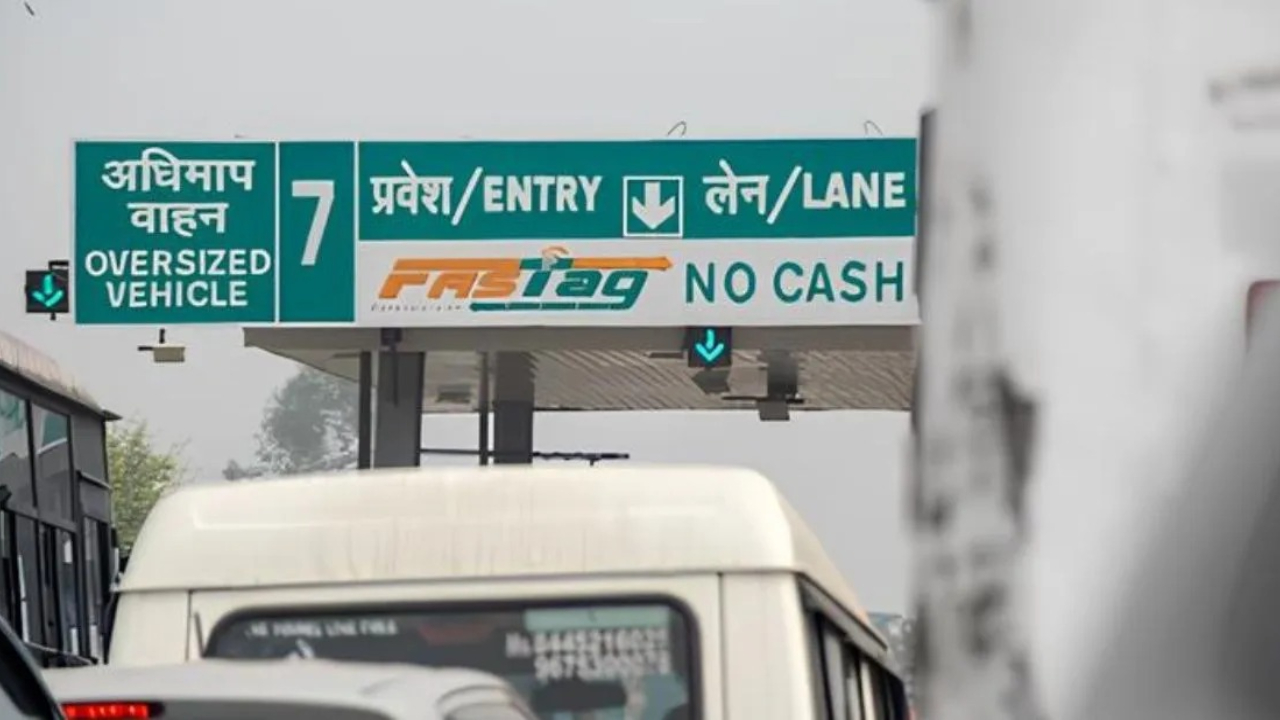 अधिमाप
वाहन
OVERSIZED
VEHICLE
7
प्रवेश/ENTRY
लेन/LANE
FASTag
NO CASH